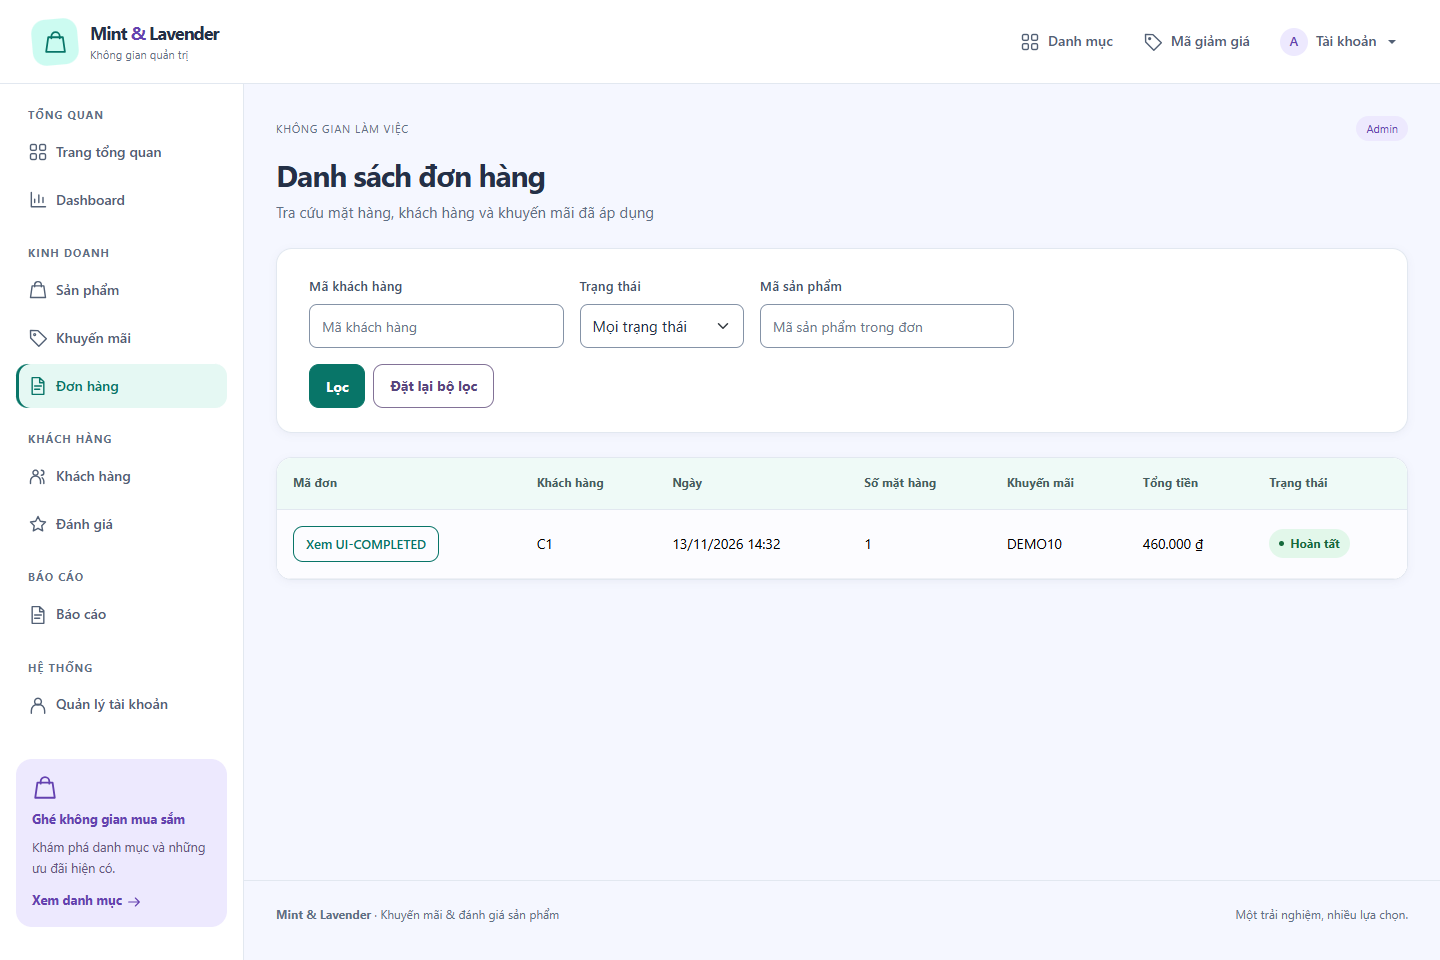 Mint & Lavender
Không gian quản trị
Danh mục
Mã giảm giá
A
Tài khoản
TỔNG QUAN
Trang tổng quan
Dashboard
KINH DOANH
Sản phẩm
Khuyến mãi
Đơn hàng
KHÁCH HÀNG
Khách hàng
Đánh giá
BÁO CÁO
Báo cáo
HỆ THỐNG
Quản lý tài khoản
Ghé không gian mua sắm
Khám phá danh mục và những
ưu đãi hiện có.
Xem danh mục →
KHÔNG GIAN LÀM VIỆC
Admin
Danh sách đơn hàng
Tra cứu mặt hàng, khách hàng và khuyến mãi đã áp dụng
Mã khách hàng Trạng thái Mã sản phẩm
Mã khách hàng Mọi trạng thái Mã sản phẩm trong đơn
Lọc Đặt lại bộ lọc
Mã đơn Khách hàng Ngày Số mặt hàng Khuyến mãi Tổng tiền Trạng thái
Xem UI-COMPLETED C1 13/11/2026 14:32 1 DEMO10 460.000 ₫ • Hoàn tất
Mint & Lavender · Khuyến mãi & đánh giá sản phẩm
Một trải nghiệm, nhiều lựa chọn.